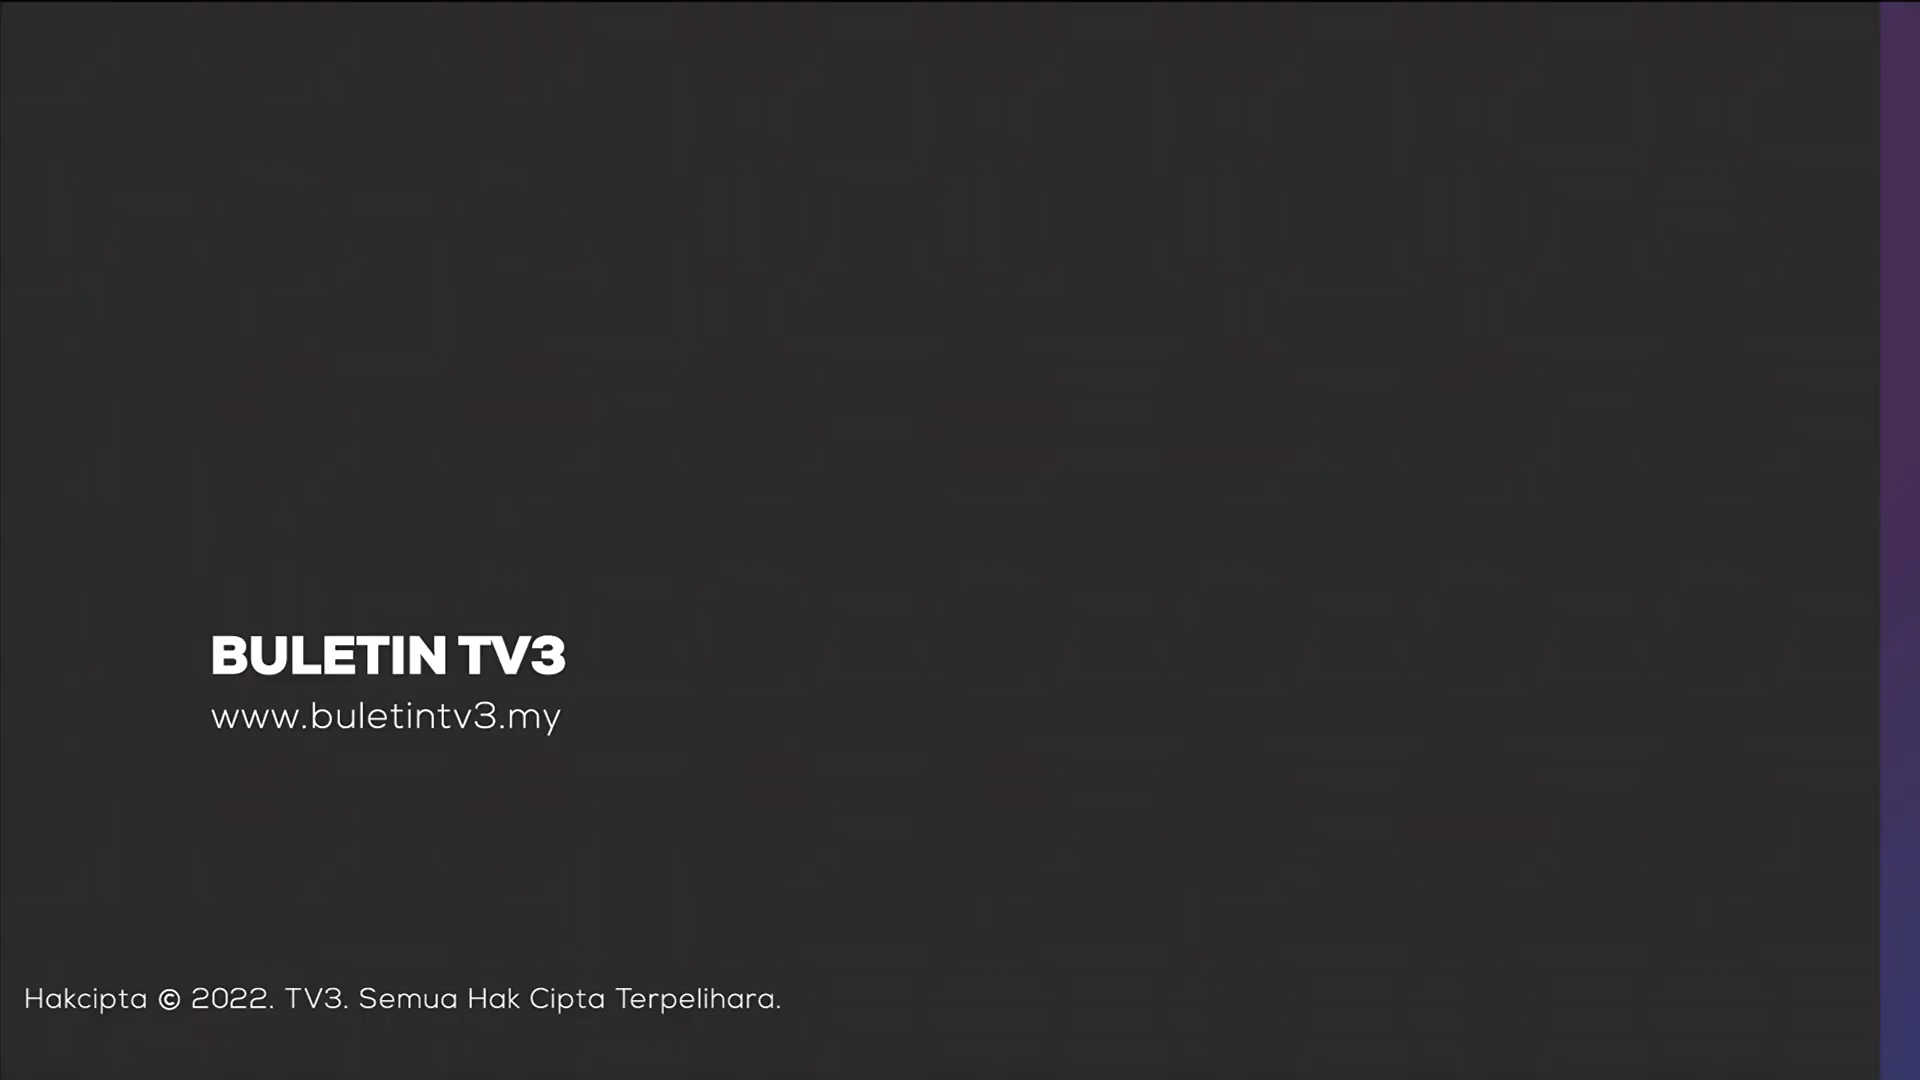 BULETIN TV3
www.buletintv3.my
Hakcipta © 2022. TV3. Semua Hak Cipta Terpelihara.